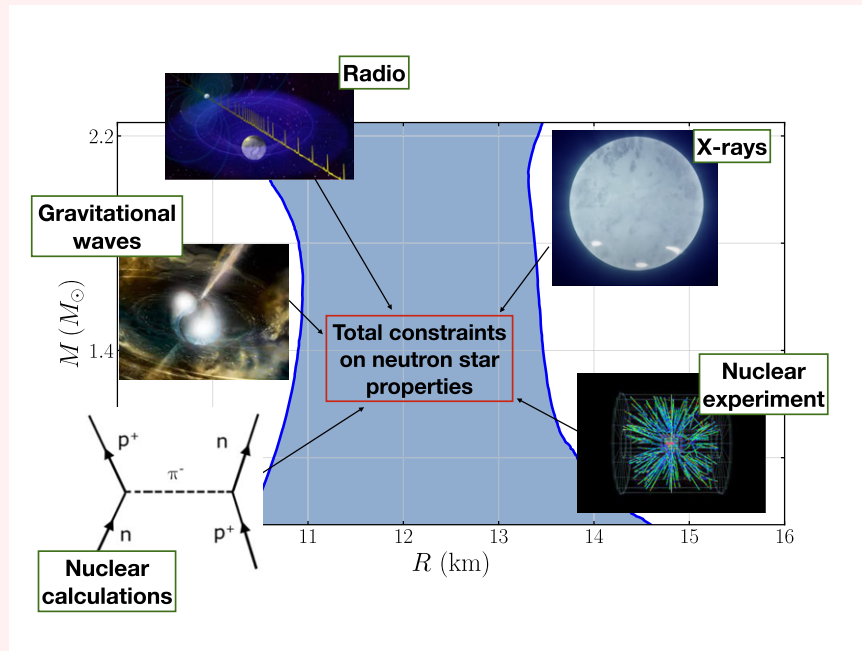 Radio
2.2
X-rays
Gravitational
waves
M (M☉)
Total constraints
on neutron star
properties
1.4
Nuclear
experiment
p⁺
n
π⁻
n
p⁺
11
12
13
14
15
16
R (km)
Nuclear
calculations